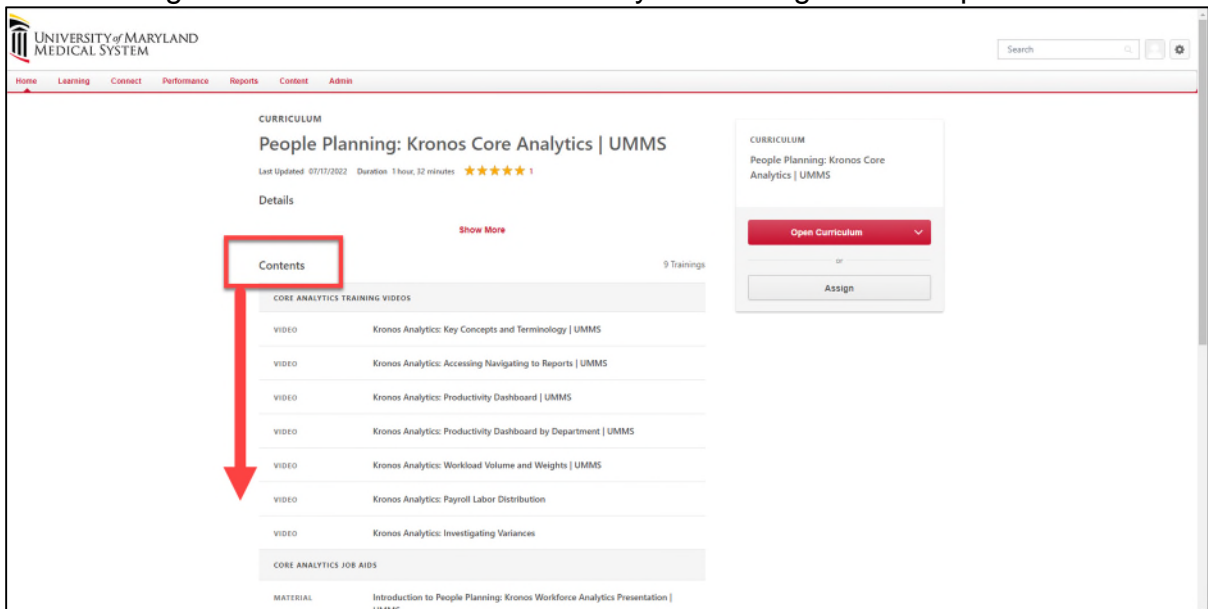 UNIVERSITY of MARYLAND
MEDICAL SYSTEM
Search
Home Learning Connect Performance Reports Content Admin
CURRICULUM
People Planning: Kronos Core Analytics | UMMS
Last Updated 07/17/2022 Duration 1 hour, 32 minutes 1
Details
Show More
Contents 9 Trainings
CORE ANALYTICS TRAINING VIDEOS
VIDEO Kronos Analytics: Key Concepts and Terminology | UMMS
VIDEO Kronos Analytics: Accessing Navigating to Reports | UMMS
VIDEO Kronos Analytics: Productivity Dashboard | UMMS
VIDEO Kronos Analytics: Productivity Dashboard by Department | UMMS
VIDEO Kronos Analytics: Workload Volume and Weights | UMMS
VIDEO Kronos Analytics: Payroll Labor Distribution
VIDEO Kronos Analytics: Investigating Variances
CORE ANALYTICS JOB AIDS
MATERIAL Introduction to People Planning: Kronos Workforce Analytics Presentation |
UMMS
CURRICULUM
People Planning: Kronos Core
Analytics | UMMS
Open Curriculum
or
Assign